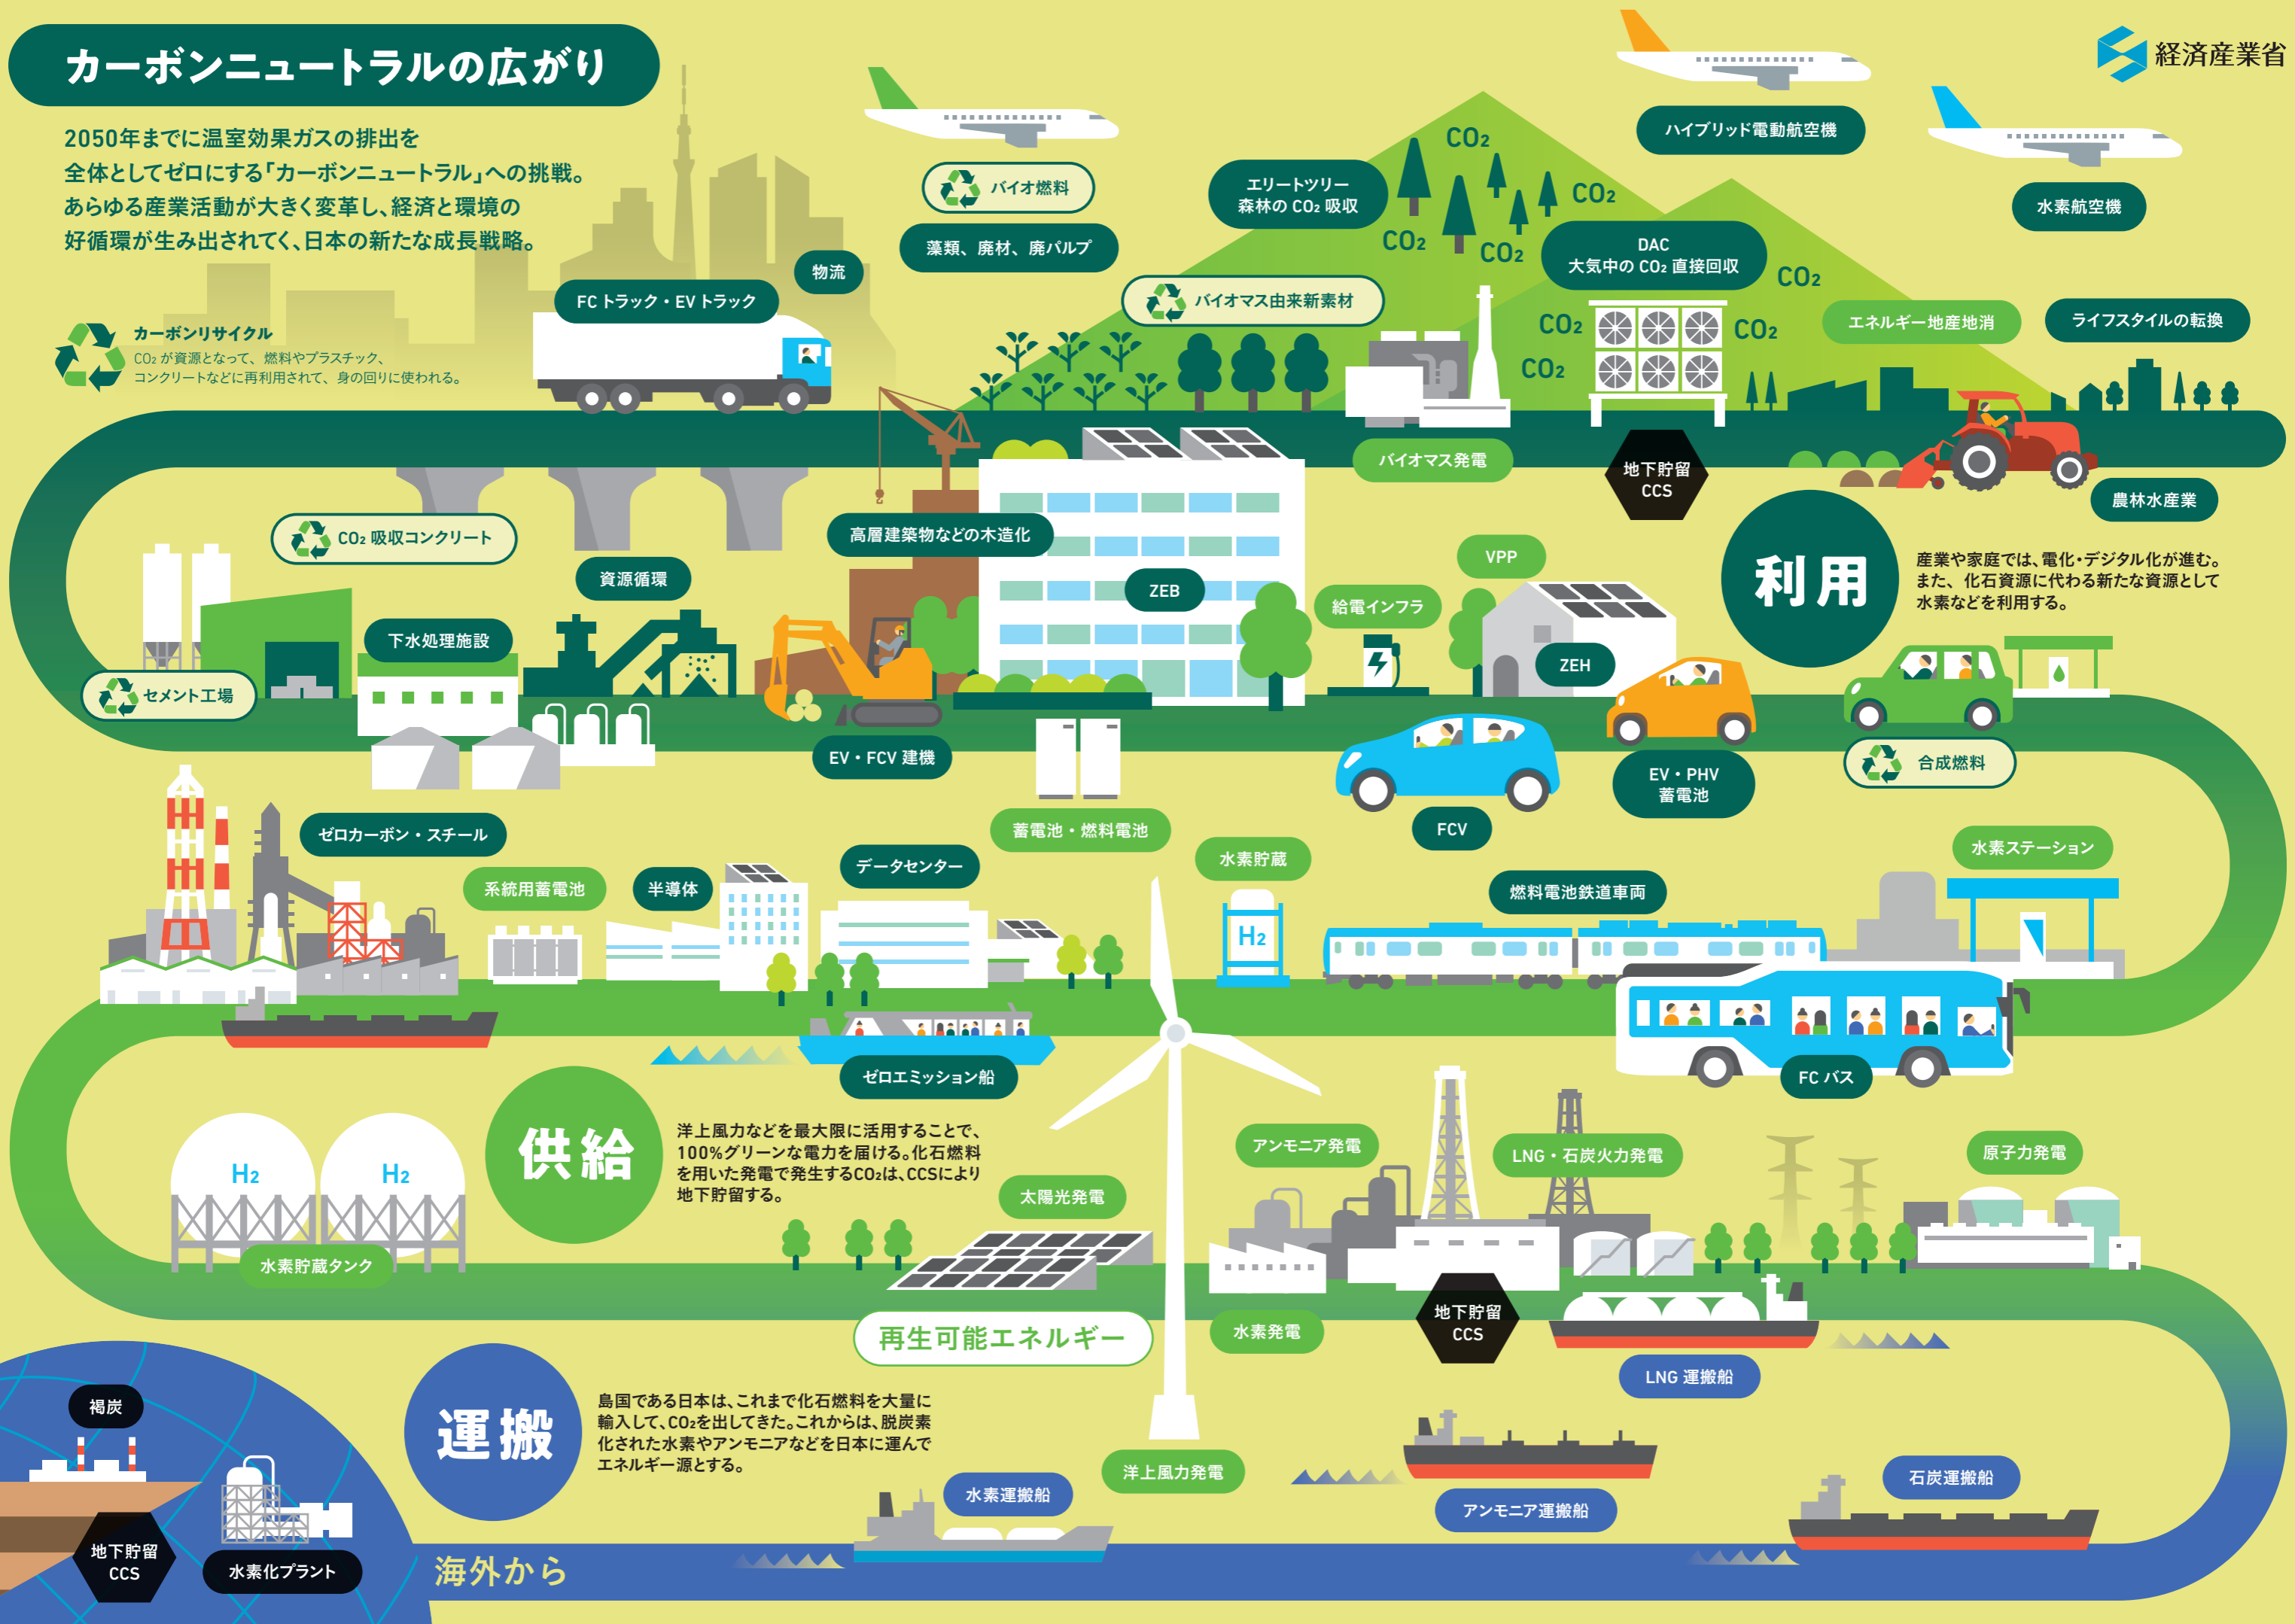 カーボンニュートラルの広がり
経済産業省
2050年までに温室効果ガスの排出を
全体としてゼロにする「カーボンニュートラル」への挑戦。
あらゆる産業活動が大きく変革し、経済と環境の
好循環が生み出されてく、日本の新たな成長戦略。
カーボンリサイクル
CO₂ が資源となって、燃料やプラスチック、
コンクリートなどに再利用されて、身の回りに使われる。
FC トラック・EV トラック
物流
バイオ燃料
藻類、廃材、廃パルプ
エリートツリー
森林の CO₂ 吸収
CO₂
CO₂
CO₂
CO₂
バイオマス由来新素材
DAC
大気中の CO₂ 直接回収
CO₂
CO₂
CO₂
CO₂
ハイブリッド電動航空機
水素航空機
エネルギー地産地消
ライフスタイルの転換
バイオマス発電
地下貯留
CCS
農林水産業
利用
産業や家庭では、電化・デジタル化が進む。
また、化石資源に代わる新たな資源として
水素などを利用する。
CO₂ 吸収コンクリート
資源循環
高層建築物などの木造化
ZEB
VPP
給電インフラ
ZEH
下水処理施設
セメント工場
EV・FCV 建機
EV・PHV
蓄電池
合成燃料
FCV
蓄電池・燃料電池
ゼロカーボン・スチール
系統用蓄電池
半導体
データセンター
水素貯蔵
H₂
燃料電池鉄道車両
水素ステーション
FC バス
ゼロエミッション船
供給
洋上風力などを最大限に活用することで、
100%グリーンな電力を届ける。化石燃料
を用いた発電で発生するCO₂は、CCSにより
地下貯留する。
H₂
H₂
水素貯蔵タンク
太陽光発電
再生可能エネルギー
アンモニア発電
LNG・石炭火力発電
原子力発電
水素発電
地下貯留
CCS
LNG 運搬船
運搬
島国である日本は、これまで化石燃料を大量に
輸入して、CO₂を出してきた。これからは、脱炭素
化された水素やアンモニアなどを日本に運んで
エネルギー源とする。
洋上風力発電
水素運搬船
アンモニア運搬船
石炭運搬船
褐炭
地下貯留
CCS
水素化プラント
海外から